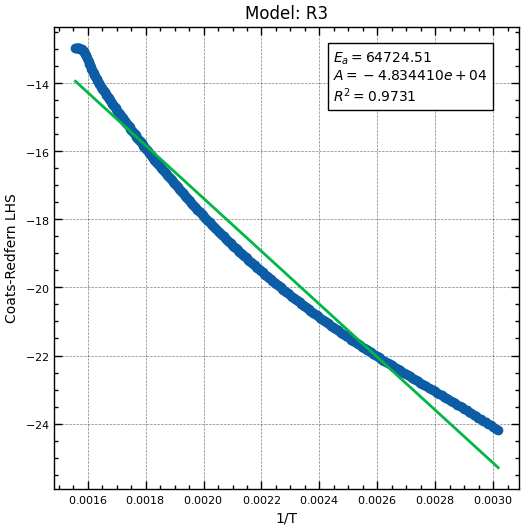 Model: R3
E_a = 64724.51
A = −4.834410e + 04
R² = 0.9731
−14
−16
−18
−20
−22
−24
Coats-Redfern LHS
0.0016 0.0018 0.0020 0.0022 0.0024 0.0026 0.0028 0.0030
1/T